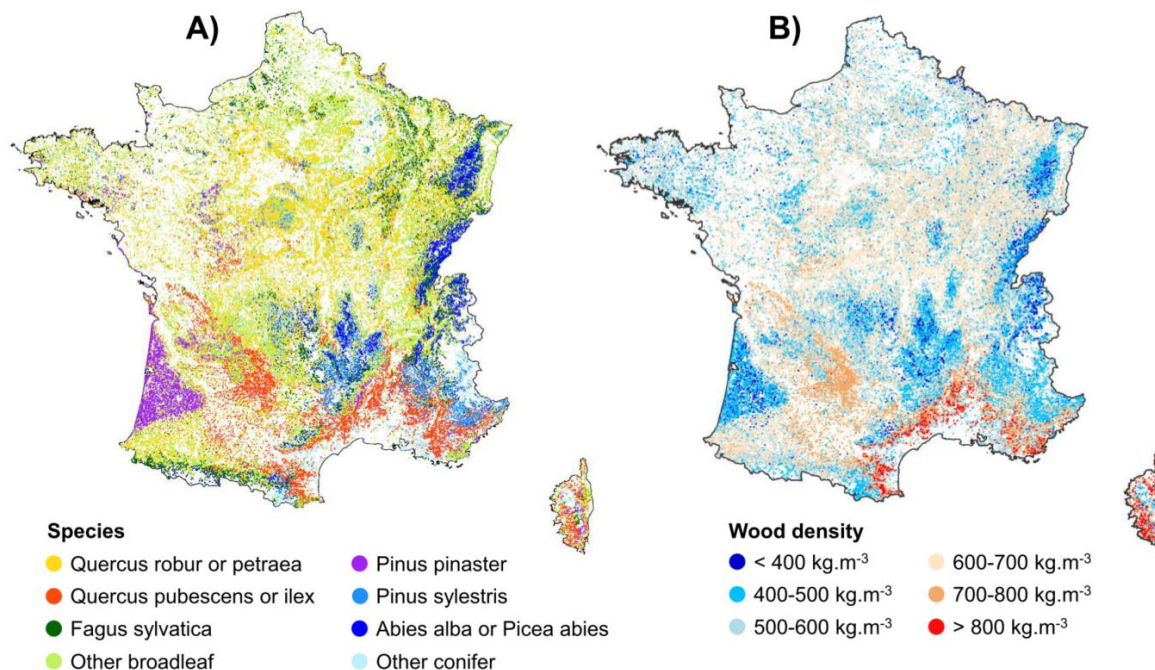 A)
B)
Species
Quercus robur or petraea
Quercus pubescens or ilex
Fagus sylvatica
Other broadleaf
Pinus pinaster
Pinus sylestris
Abies alba or Picea abies
Other conifer
Wood density
< 400 kg.m⁻³
400-500 kg.m⁻³
500-600 kg.m⁻³
600-700 kg.m⁻³
700-800 kg.m⁻³
> 800 kg.m⁻³